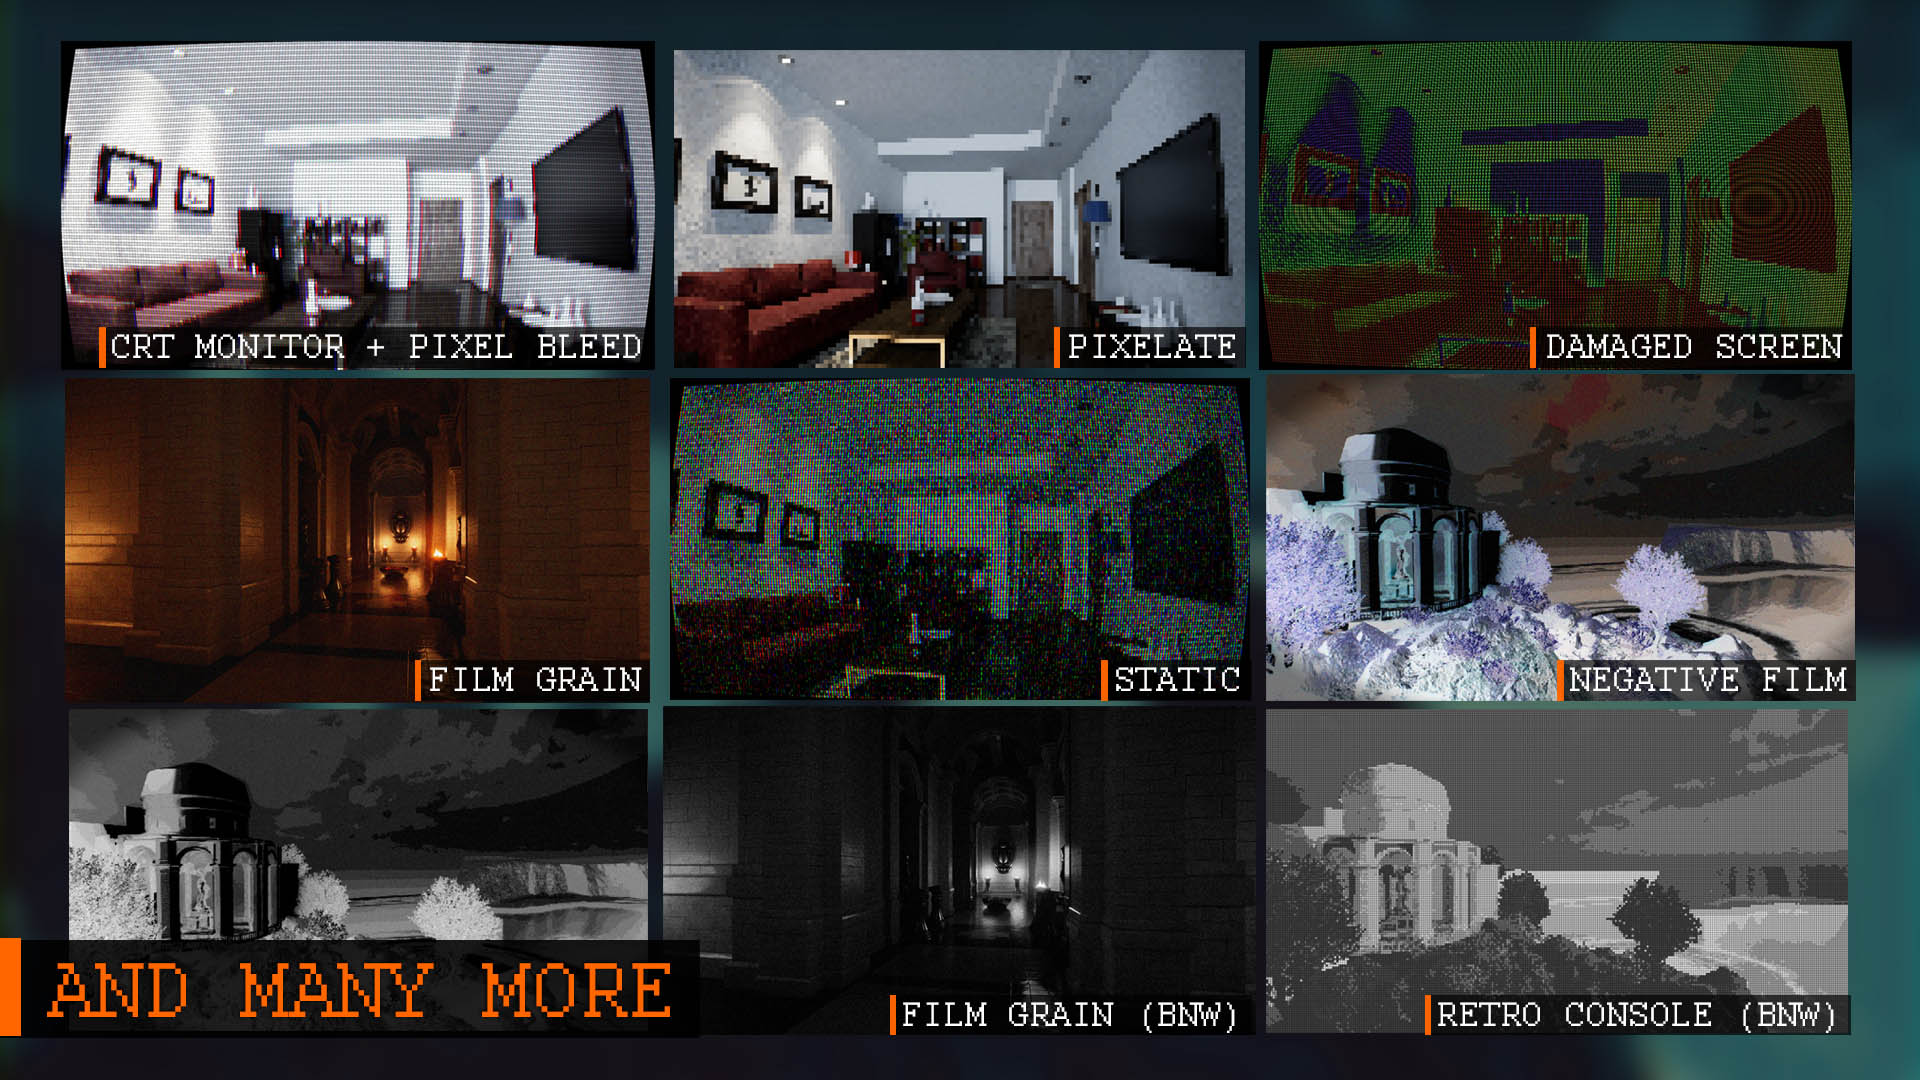 CRT MONITOR + PIXEL BLEED
PIXELATE
DAMAGED SCREEN
FILM GRAIN
STATIC
NEGATIVE FILM
AND MANY MORE
FILM GRAIN (BNW)
RETRO CONSOLE (BNW)